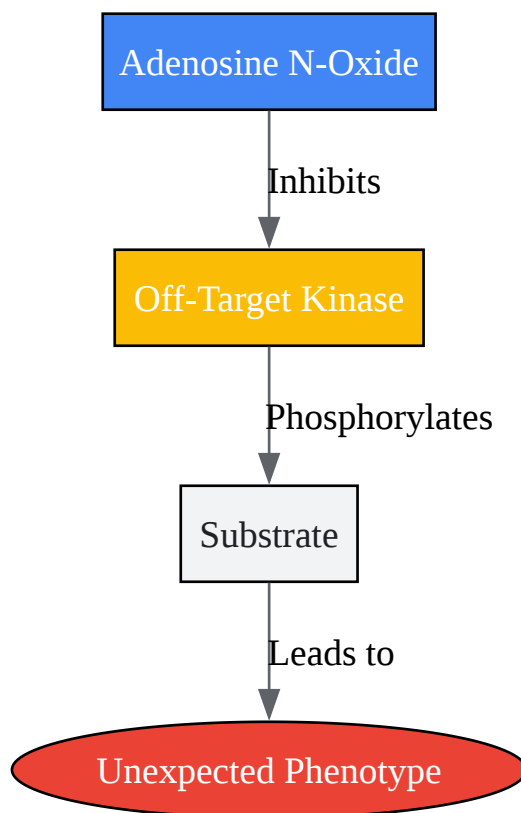 Adenosine N-Oxide
Inhibits
Off-Target Kinase
Phosphorylates
Substrate
Leads to
Unexpected Phenotype